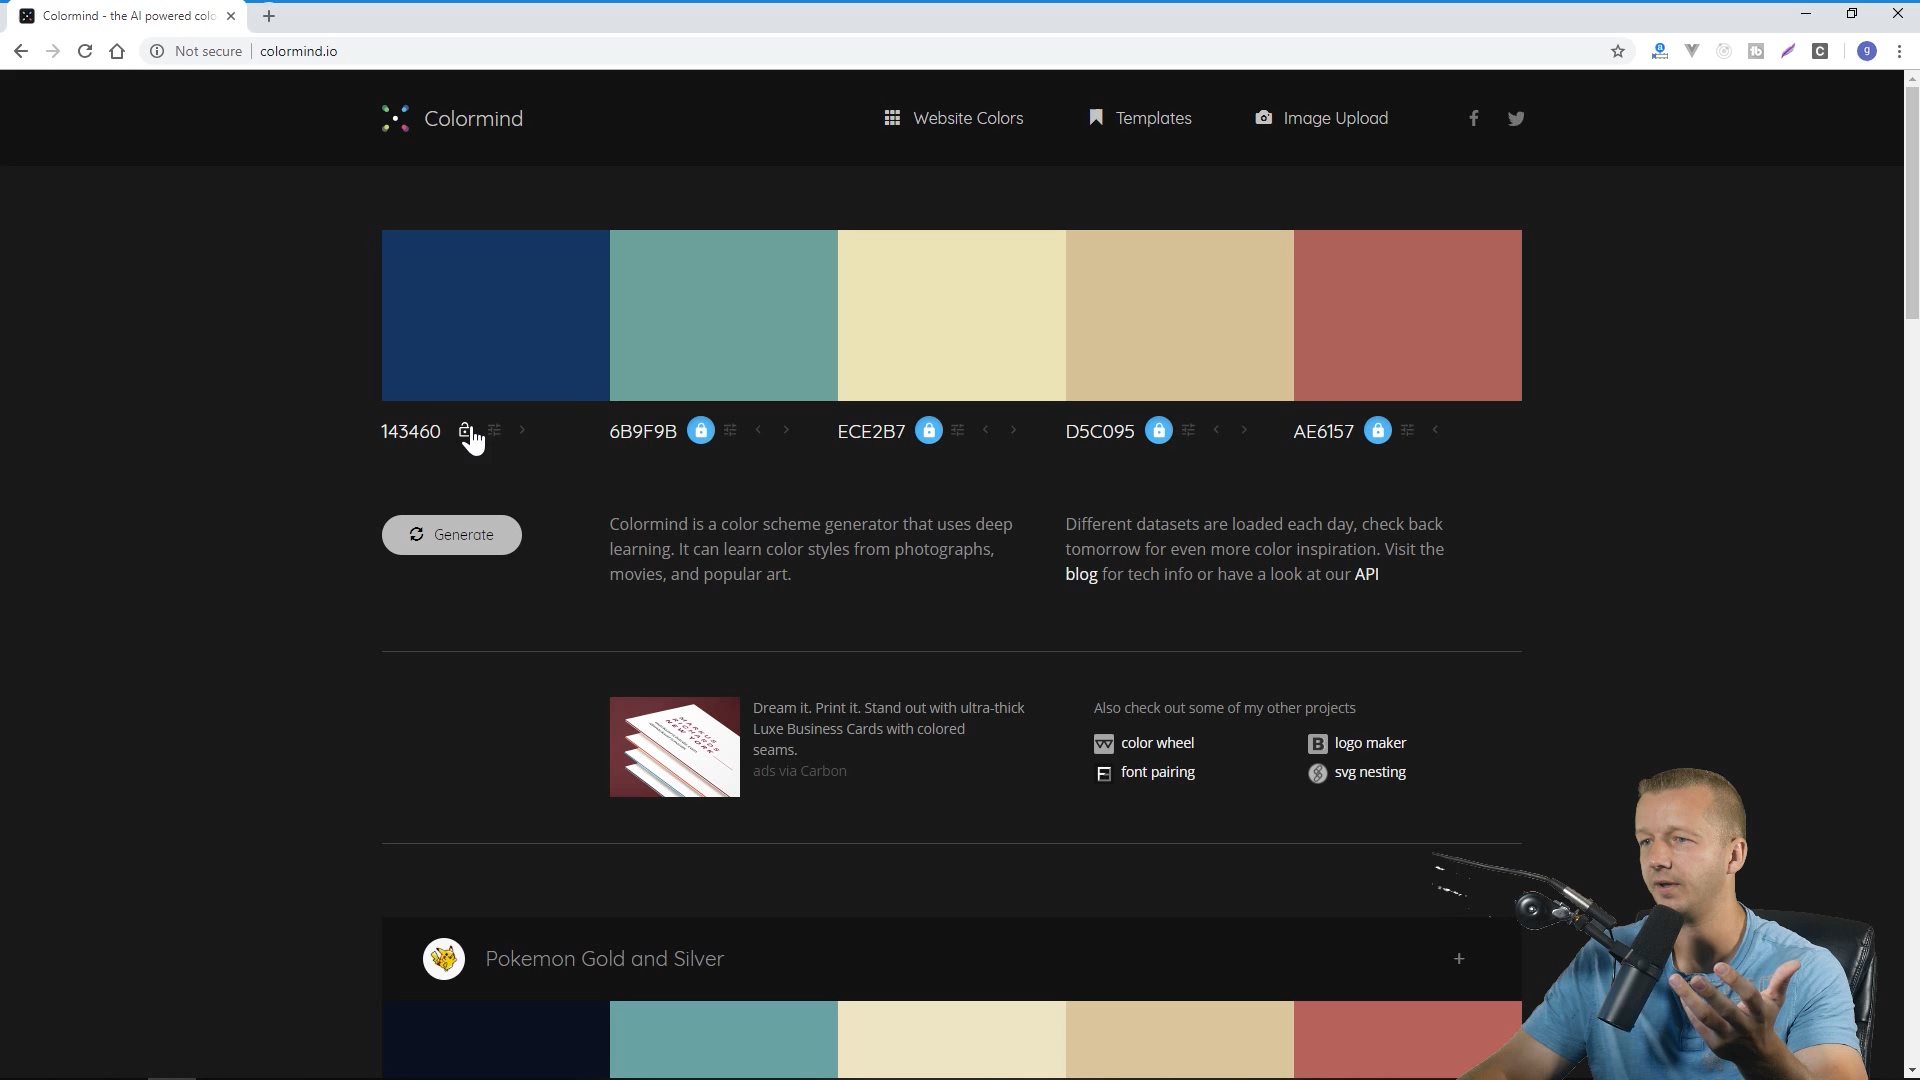 Colormind - the AI powered colo
Not secure
colormind.io
g
Colormind
Website Colors
Templates
Image Upload
143460
6B9F9B
ECE2B7
D5C095
AE6157
Generate
Colormind is a color scheme generator that uses deep
learning. It can learn color styles from photographs,
movies, and popular art.
Different datasets are loaded each day, check back
tomorrow for even more color inspiration. Visit the
blog for tech info or have a look at our API
MARKUS
RICHARDS
NEW YORK
Dream it. Print it. Stand out with ultra-thick
Luxe Business Cards with colored
seams.
ads via Carbon
Also check out some of my other projects
color wheel
B logo maker
font pairing
svg nesting
Pokemon Gold and Silver
+